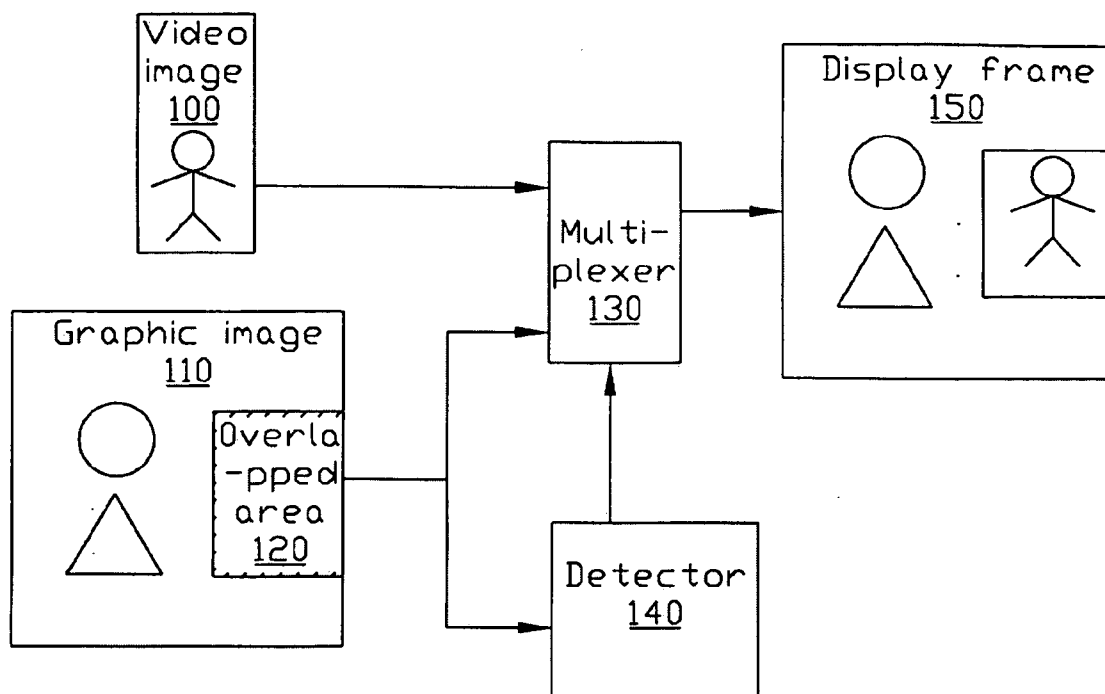 Video
image
100
Display frame
150
Multi-
plexer
130
Graphic image
110
Overla
-pped
area
120
Detector
140